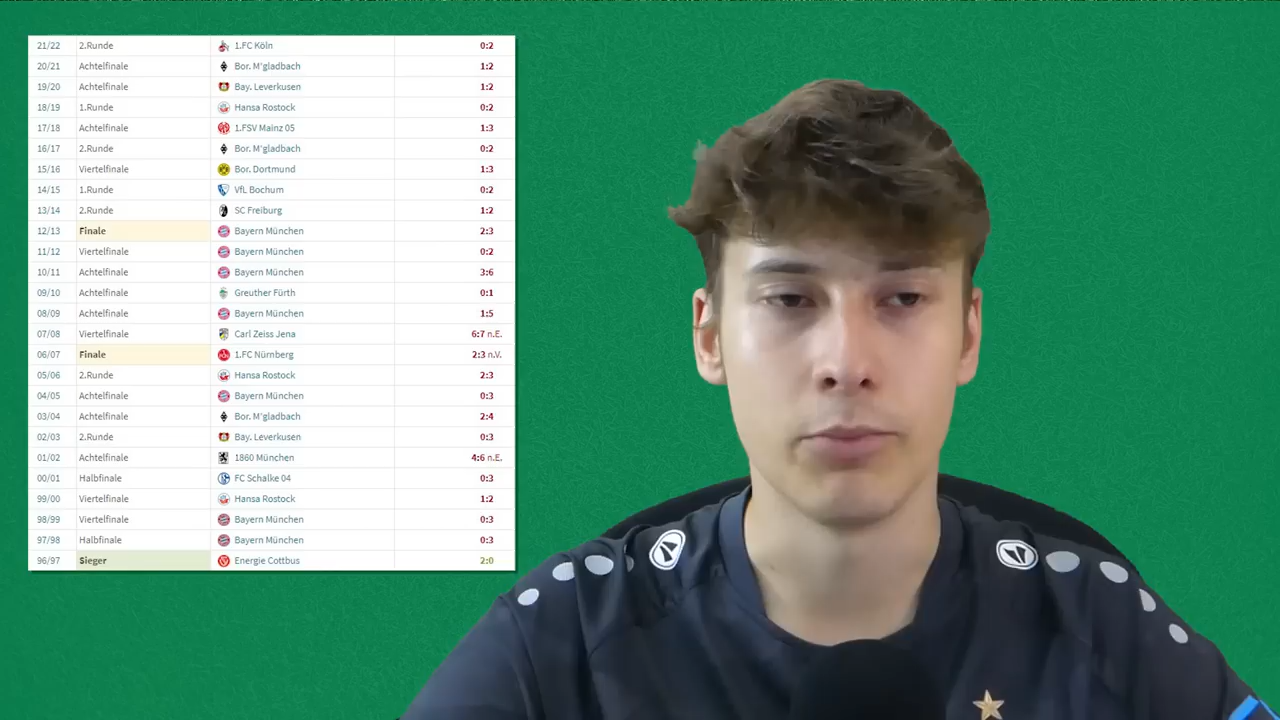 21/22 2.Runde 1.FC Köln 0:2
20/21 Achtelfinale Bor. M'gladbach 1:2
19/20 Achtelfinale Bay. Leverkusen 1:2
18/19 1.Runde Hansa Rostock 0:2
17/18 Achtelfinale 1.FSV Mainz 05 1:3
16/17 2.Runde Bor. M'gladbach 0:2
15/16 Viertelfinale Bor. Dortmund 1:3
14/15 1.Runde VfL Bochum 0:2
13/14 2.Runde SC Freiburg 1:2
12/13 Finale Bayern München 2:3
11/12 Viertelfinale Bayern München 0:2
10/11 Achtelfinale Bayern München 3:6
09/10 Achtelfinale Greuther Fürth 0:1
08/09 Achtelfinale Bayern München 1:5
07/08 Viertelfinale Carl Zeiss Jena 6:7 n.E.
06/07 Finale 1.FC Nürnberg 2:3 n.V.
05/06 2.Runde Hansa Rostock 2:3
04/05 Achtelfinale Bayern München 0:3
03/04 Achtelfinale Bor. M'gladbach 2:4
02/03 2.Runde Bay. Leverkusen 0:3
01/02 Achtelfinale 1860 München 4:6 n.E.
00/01 Halbfinale FC Schalke 04 0:3
99/00 Viertelfinale Hansa Rostock 1:2
98/99 Viertelfinale Bayern München 0:3
97/98 Halbfinale Bayern München 0:3
96/97 Sieger Energie Cottbus 2:0